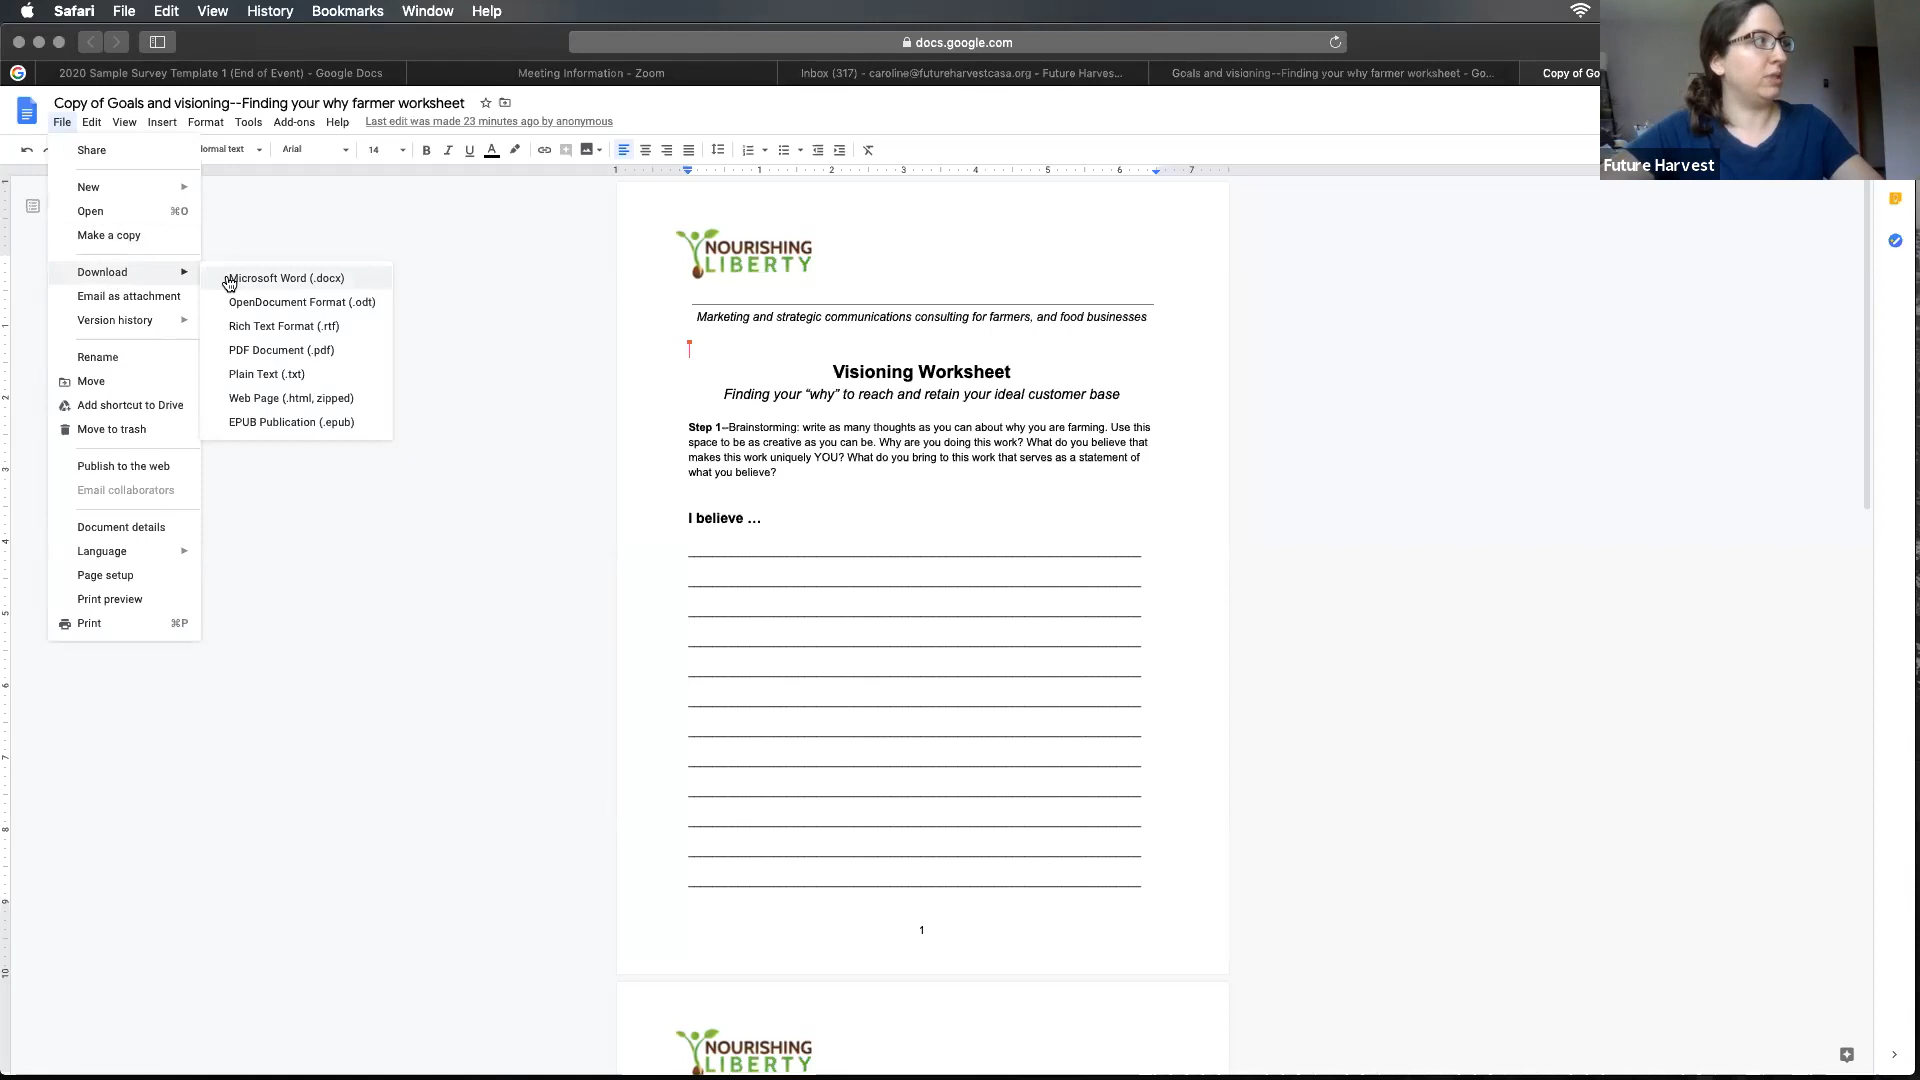 Safari File Edit View History Bookmarks Window Help
docs.google.com
2020 Sample Survey Template 1 (End of Event) - Google Docs
Meeting Information - Zoom
Inbox (317) - caroline@futureharvestcasa.org - Future Harves...
Goals and visioning--Finding your why farmer worksheet - Go...
Copy of Go
Copy of Goals and visioning--Finding your why farmer worksheet
File Edit View Insert Format Tools Add-ons Help Last edit was made 23 minutes ago by anonymous
Normal text Arial 14
B I U A
1 1 2 3 4 5 6 7
Future Harvest
Share
New
Open ⌘O
Make a copy
Download
Email as attachment
Version history
Rename
Move
Add shortcut to Drive
Move to trash
Publish to the web
Email collaborators
Document details
Language
Page setup
Print preview
Print ⌘P
Microsoft Word (.docx)
OpenDocument Format (.odt)
Rich Text Format (.rtf)
PDF Document (.pdf)
Plain Text (.txt)
Web Page (.html, zipped)
EPUB Publication (.epub)
NOURISHING
LIBERTY
Marketing and strategic communications consulting for farmers, and food businesses
Visioning Worksheet
Finding your “why” to reach and retain your ideal customer base
Step 1--Brainstorming: write as many thoughts as you can about why you are farming. Use this
space to be as creative as you can be. Why are you doing this work? What do you believe that
makes this work uniquely YOU? What do you bring to this work that serves as a statement of
what you believe?
I believe ...
1
NOURISHING
LIBERTY